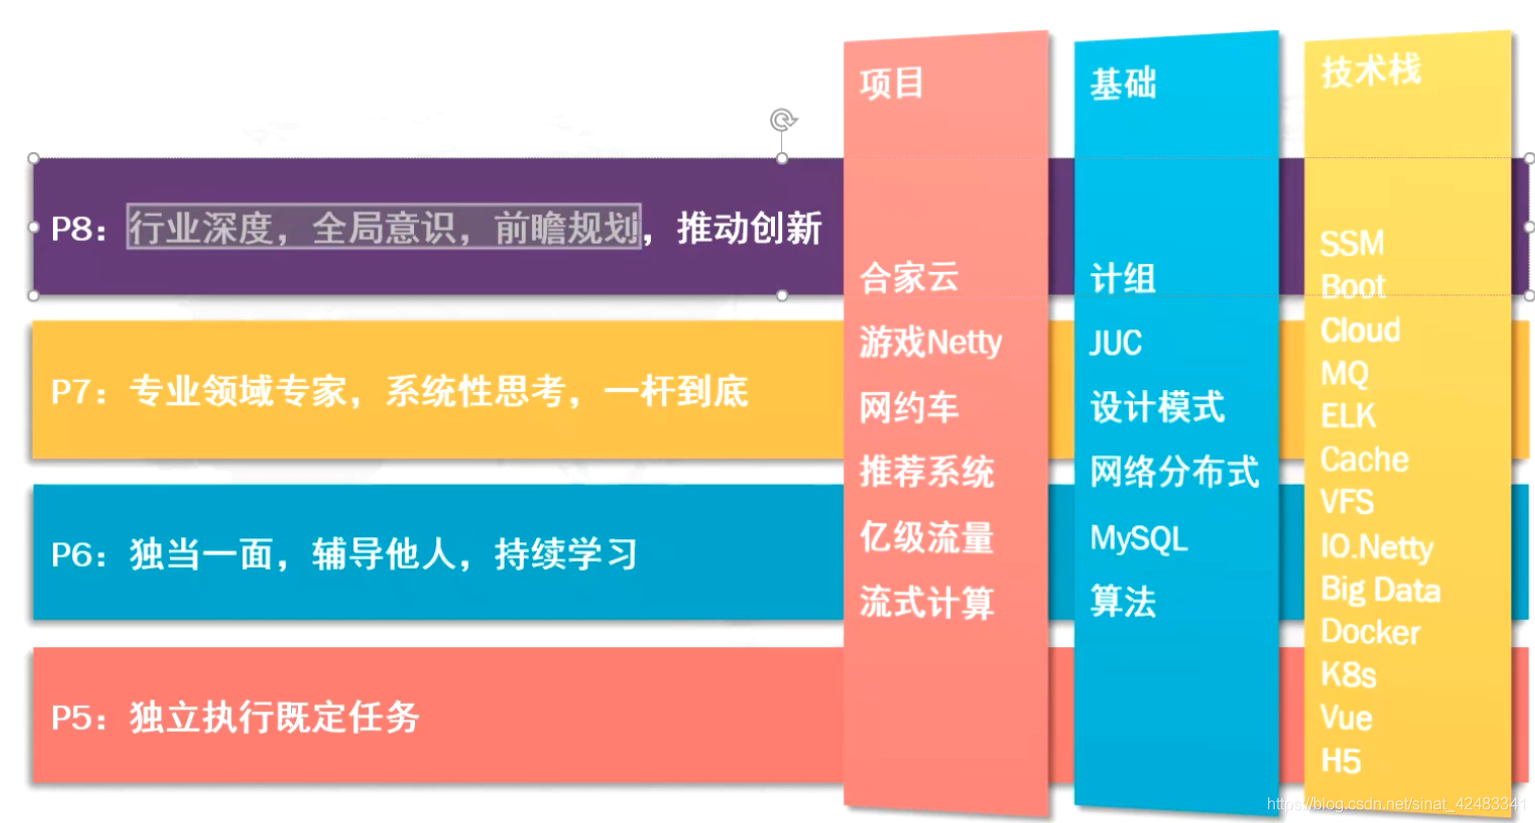 P8：行业深度，全局意识，前瞻规划，推动创新
P7：专业领域专家，系统性思考，一杆到底
P6：独当一面，辅导他人，持续学习
P5：独立执行既定任务
项目
合家云
游戏Netty
网约车
推荐系统
亿级流量
流式计算
基础
计组
JUC
设计模式
网络分布式
MySQL
算法
技术栈
SSM
Boot
Cloud
MQ
ELK
Cache
VFS
IO.Netty
Big Data
Docker
K8s
Vue
H5
https://blog.csdn.net/sinat_42483341